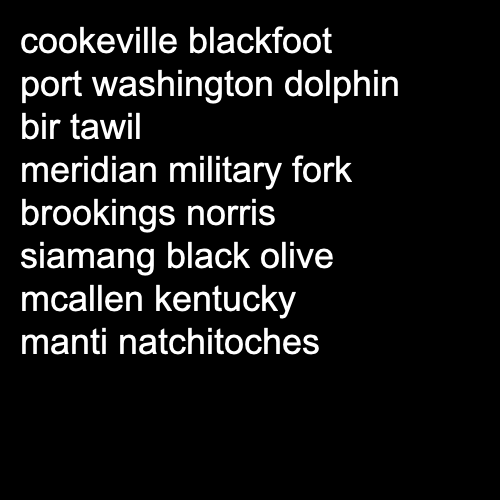 cookeville blackfoot
port washington dolphin
bir tawil
meridian military fork
brookings norris
siamang black olive
mcallen kentucky
manti natchitoches